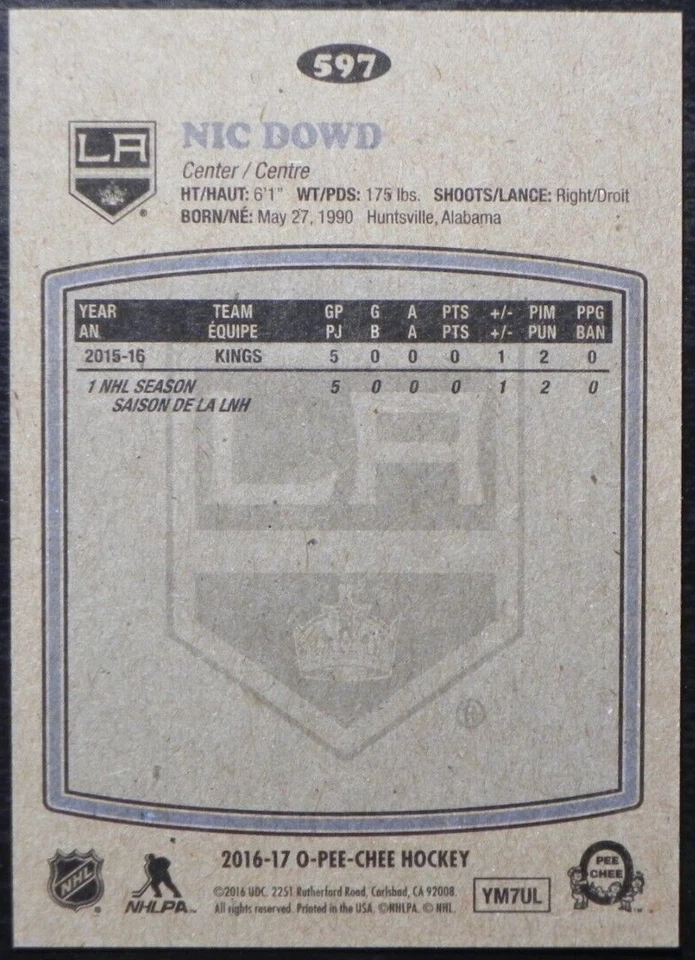 597
LA
NIC DOWD
Center / Centre
HT/HAUT: 6'1" WT/PDS: 175 lbs. SHOOTS/LANCE: Right/Droit
BORN/NÉ: May 27, 1990 Huntsville, Alabama
®
YEAR TEAM GP G A PTS +/- PIM PPG
AN ÉQUIPE PJ B A PTS +/- PUN BAN
2015-16 KINGS 5 0 0 0 1 2 0
1 NHL SEASON 5 0 0 0 1 2 0
SAISON DE LA LNH
LA
®
2016-17 O-PEE-CHEE HOCKEY
©2016 UDC. 2251 Rutherford Road, Carlsbad, CA 92008.
All rights reserved. Printed in the USA. ©NHLPA. © NHL.
NHL
NHLPA™
YM7UL
PEE
CHEE